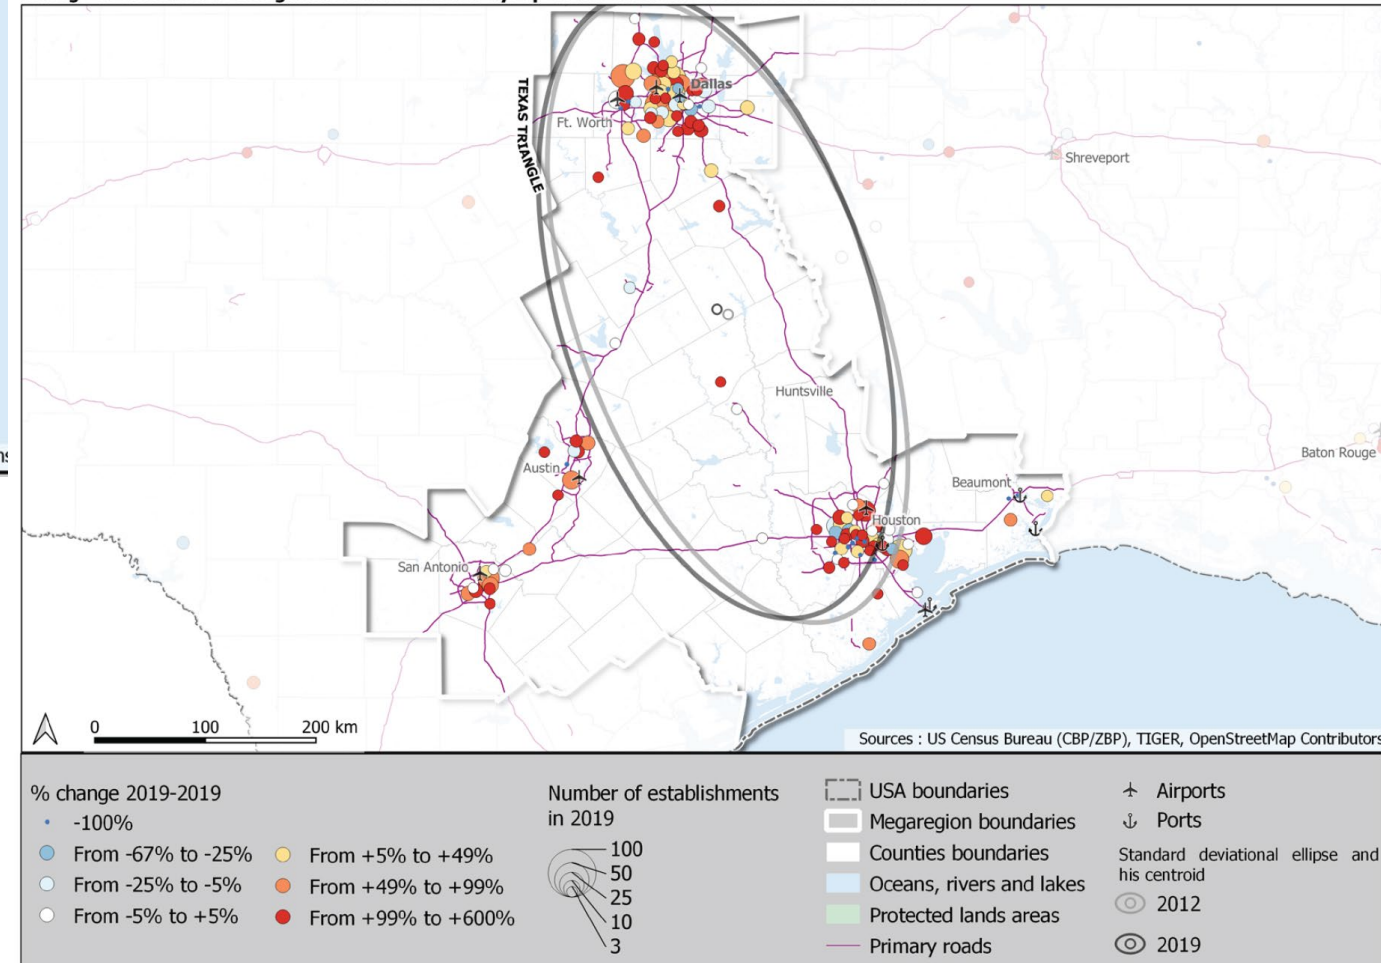 TEXAS TRIANGLE
Dallas
Ft. Worth
Shreveport
Huntsville
Baton Rouge
Austin
Beaumont
Houston
San Antonio
0 100 200 km
Sources : US Census Bureau (CBP/ZBP), TIGER, OpenStreetMap Contributors
% change 2019-2019
-100%
From -67% to -25%
From -25% to -5%
From -5% to +5%
From +5% to +49%
From +49% to +99%
From +99% to +600%
Number of establishments
in 2019
100
50
25
10
3
USA boundaries
Megaregion boundaries
Counties boundaries
Oceans, rivers and lakes
Protected lands areas
Primary roads
Airports
Ports
Standard deviational ellipse and
his centroid
2012
2019